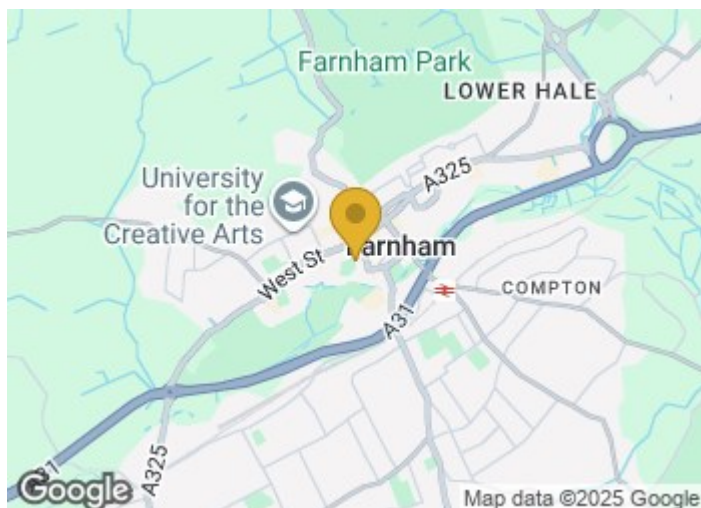 Farnham Park
LOWER HALE
A325
University
for the
Creative Arts
Farnham
West St
COMPTON
A31
A31
A325
Google
Map data ©2025 Google